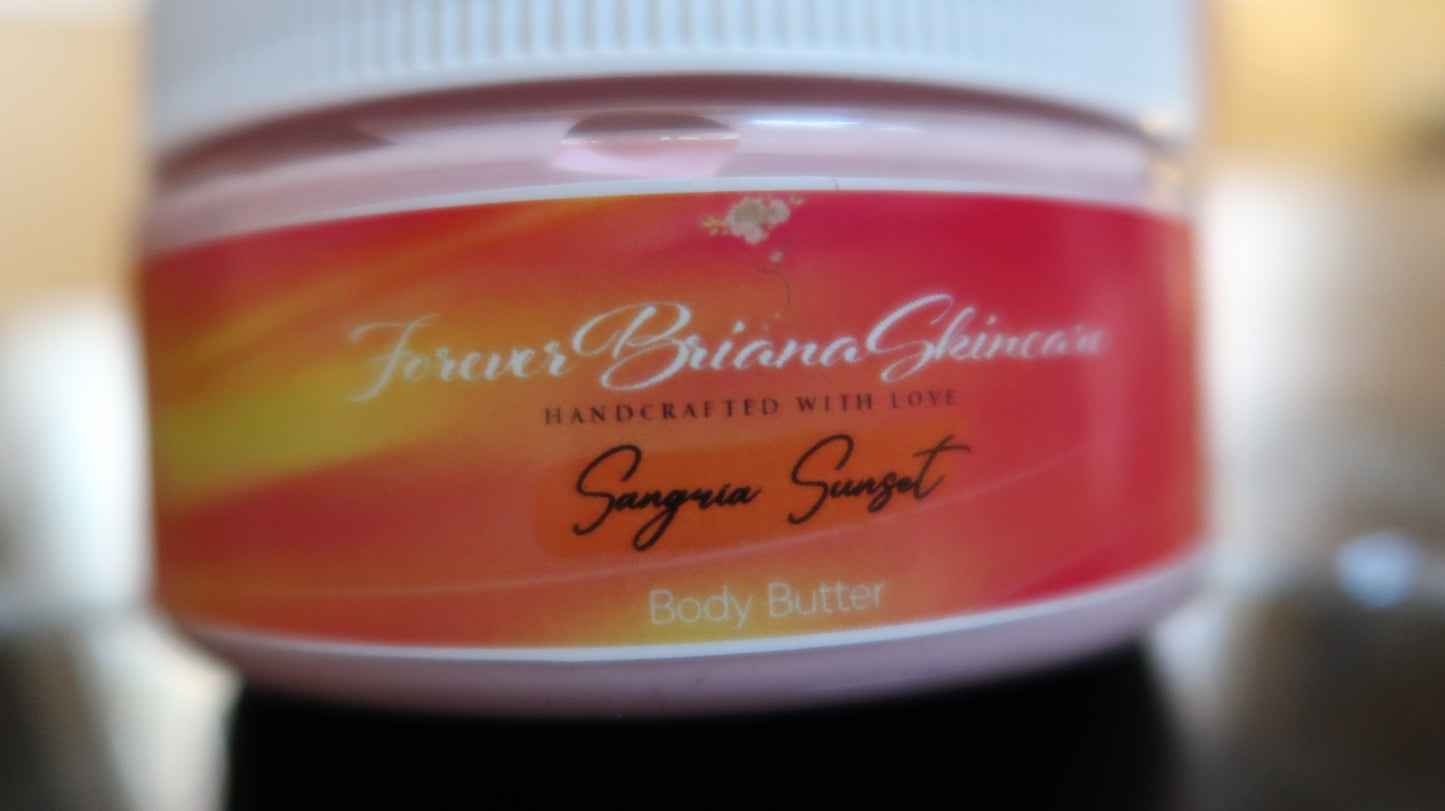 ForeverBrianaSkincare
HANDCRAFTED WITH LOVE
Sangria Sunset
Body Butter